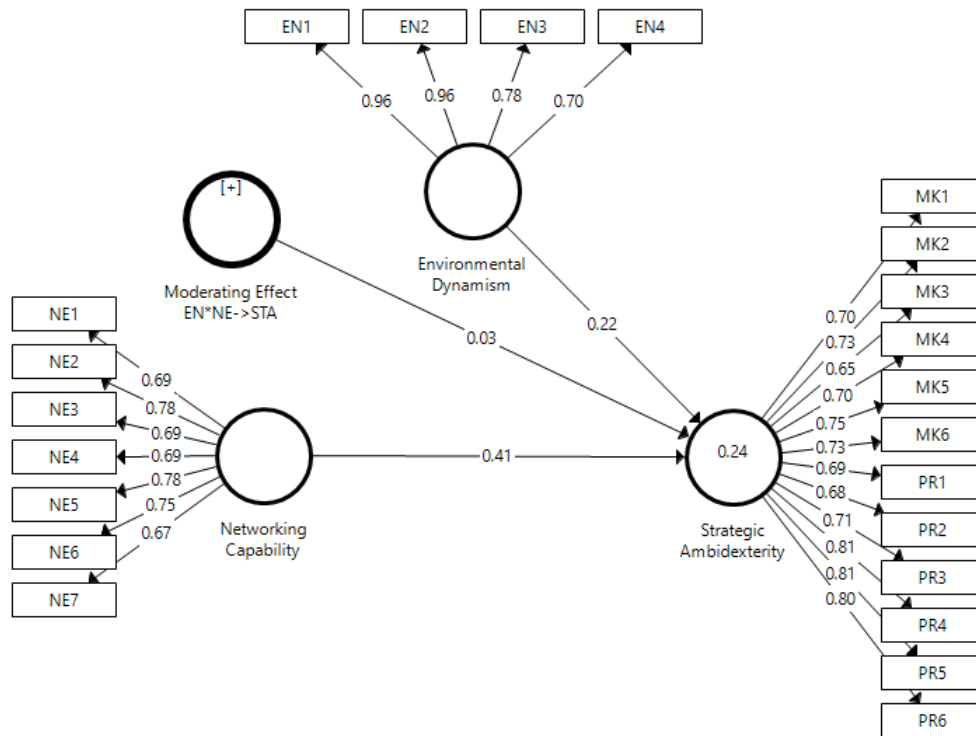 EN1
EN2
EN3
EN4
0.96
0.96
0.78
0.70
[+]
Environmental
Dynamism
Moderating Effect
EN*NE->STA
0.22
0.03
NE1
NE2
NE3
NE4
NE5
NE6
NE7
0.69
0.78
0.69
0.69
0.78
0.75
0.67
Networking
Capability
0.41
0.24
Strategic
Ambidexterity
0.70
0.73
0.65
0.70
0.75
0.73
0.69
0.68
0.71
0.81
0.81
0.80
MK1
MK2
MK3
MK4
MK5
MK6
PR1
PR2
PR3
PR4
PR5
PR6